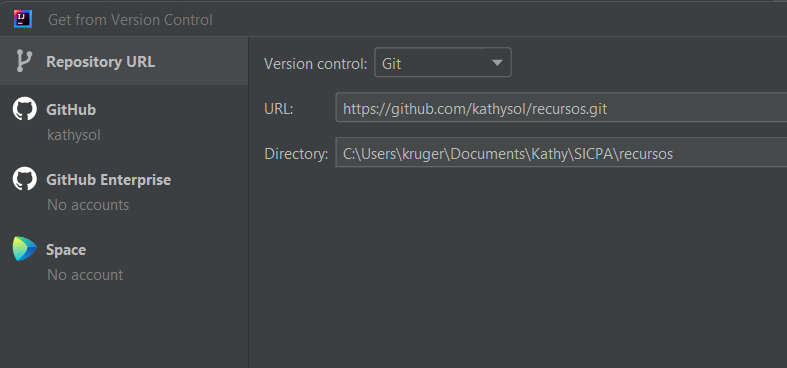 Get from Version Control
Repository URL
GitHub
kathysol
GitHub Enterprise
No accounts
Space
No account
Version control: Git
URL: https://github.com/kathysol/recursos.git
Directory: C:\Users\kruger\Documents\Kathy\SICPA\recursos